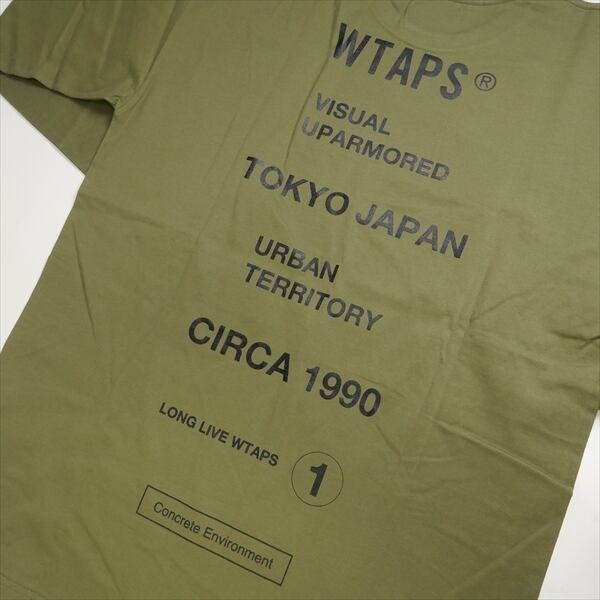 WTAPS®
VISUAL
UPARMORED
TOKYO JAPAN
URBAN
TERRITORY
CIRCA 1990
LONG LIVE WTAPS
1
Concrete Environment